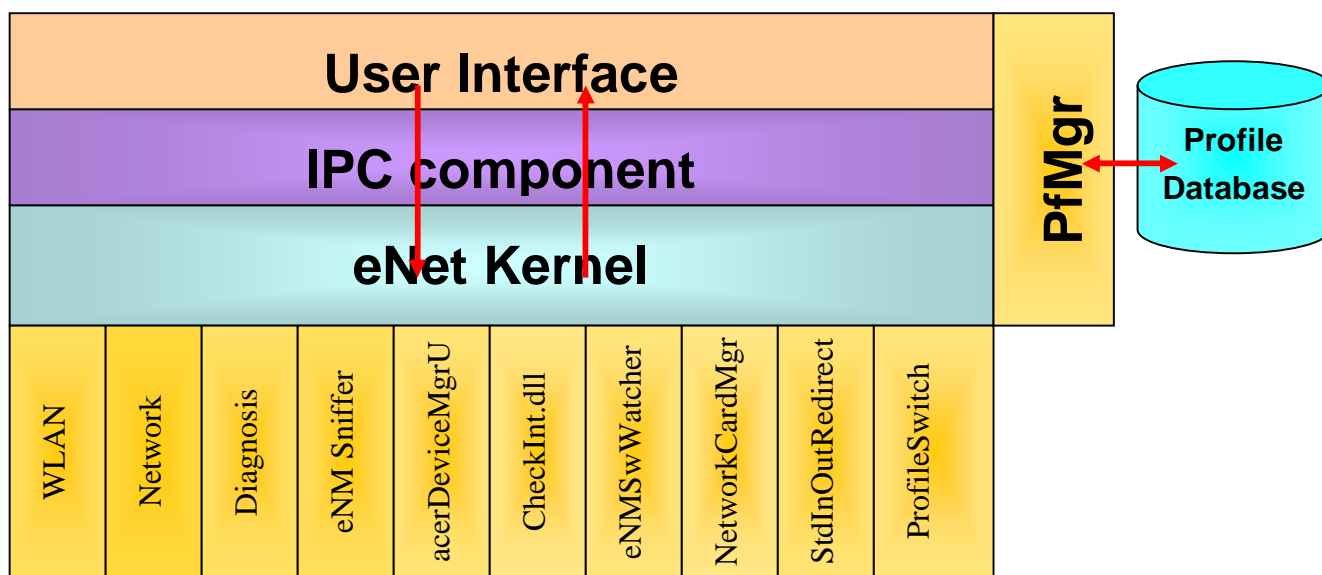 User Interface
IPC component
eNet Kernel
PfMgr
Profile
Database
WLAN
Network
Diagnosis
eNM Sniffer
acerDeviceMgrU
CheckInt.dll
eNMSwWatcher
NetworkCardMgr
StdInOutRedirect
ProfileSwitch